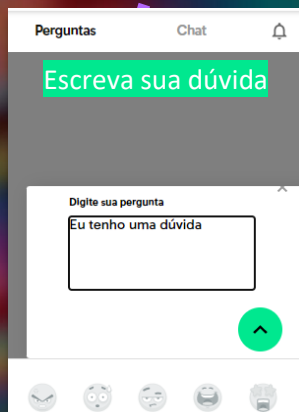 Perguntas Chat
Escreva sua dúvida
Digite sua pergunta
Eu tenho uma dúvida